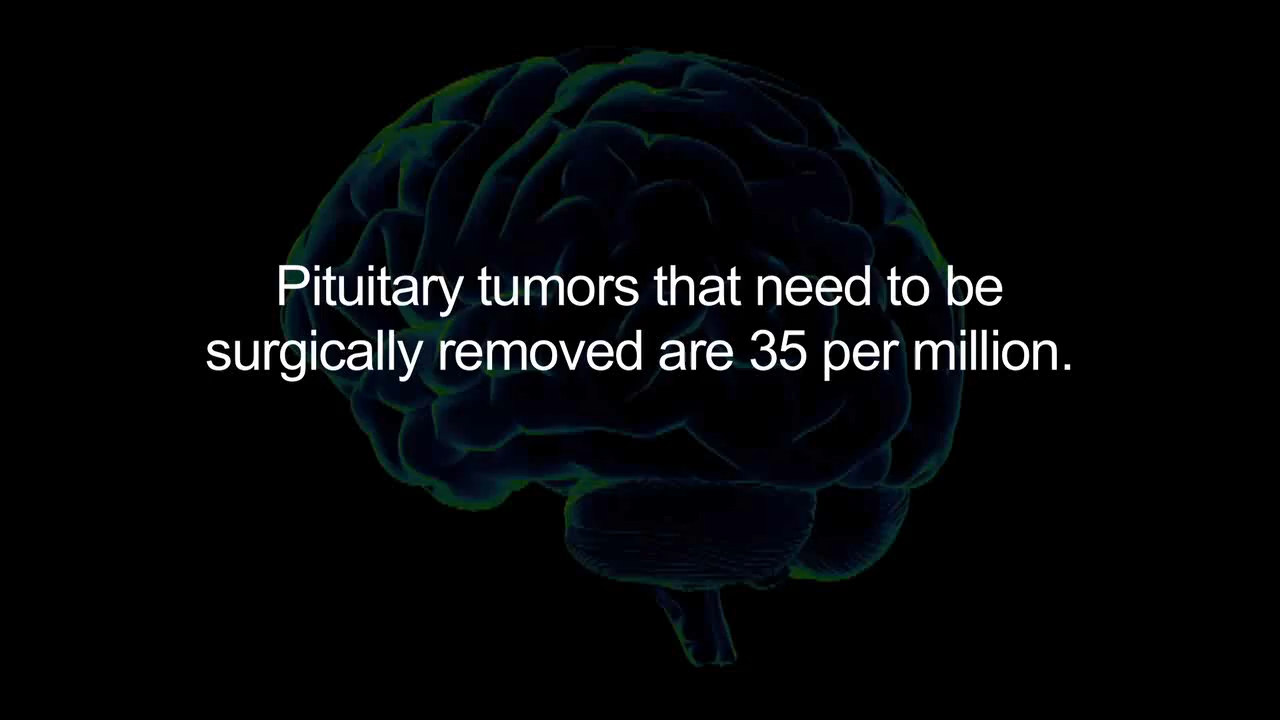 Pituitary tumors that need to be
surgically removed are 35 per million.